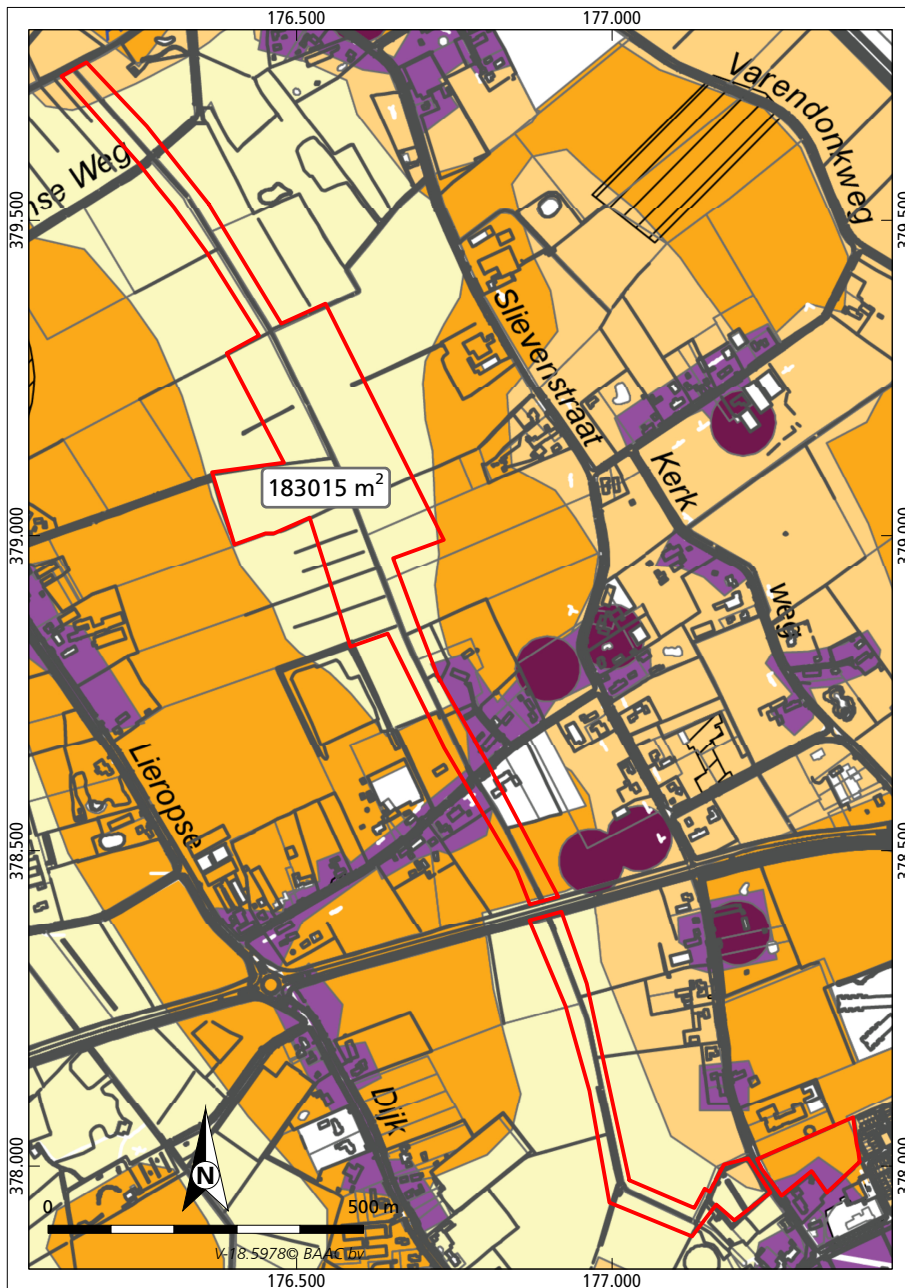 176.500
177.000
Varendonkweg
nse Weg
379.500
379.500
Slievenstraat
Kerk
183015 m²
379.000
379.000
weg
Lieropse
378.500
378.500
Dijk
378.000
378.000
N
0
500 m
V-18.5978© BAAC bv
176.500
177.000